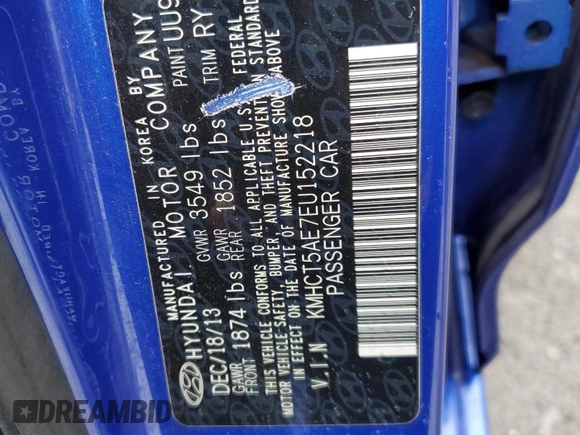 MANUFACTURED IN KOREA BY
HYUNDAI MOTOR COMPANY
DEC/18/13 GVWR 3549 lbs PAINT UU9
GAWR FRONT 1874 lbs GAWR REAR 1852 lbs TRIM RY
THIS VEHICLE CONFORMS TO ALL APPLICABLE U.S. FEDERAL
MOTOR VEHICLE SAFETY, BUMPER, AND THEFT PREVENTION STANDARD
IN EFFECT ON THE DATE OF MANUFACTURE SHOWN ABOVE
KMHCT5AE7EU152218
V.I.N PASSENGER CAR
DREAMBID.com